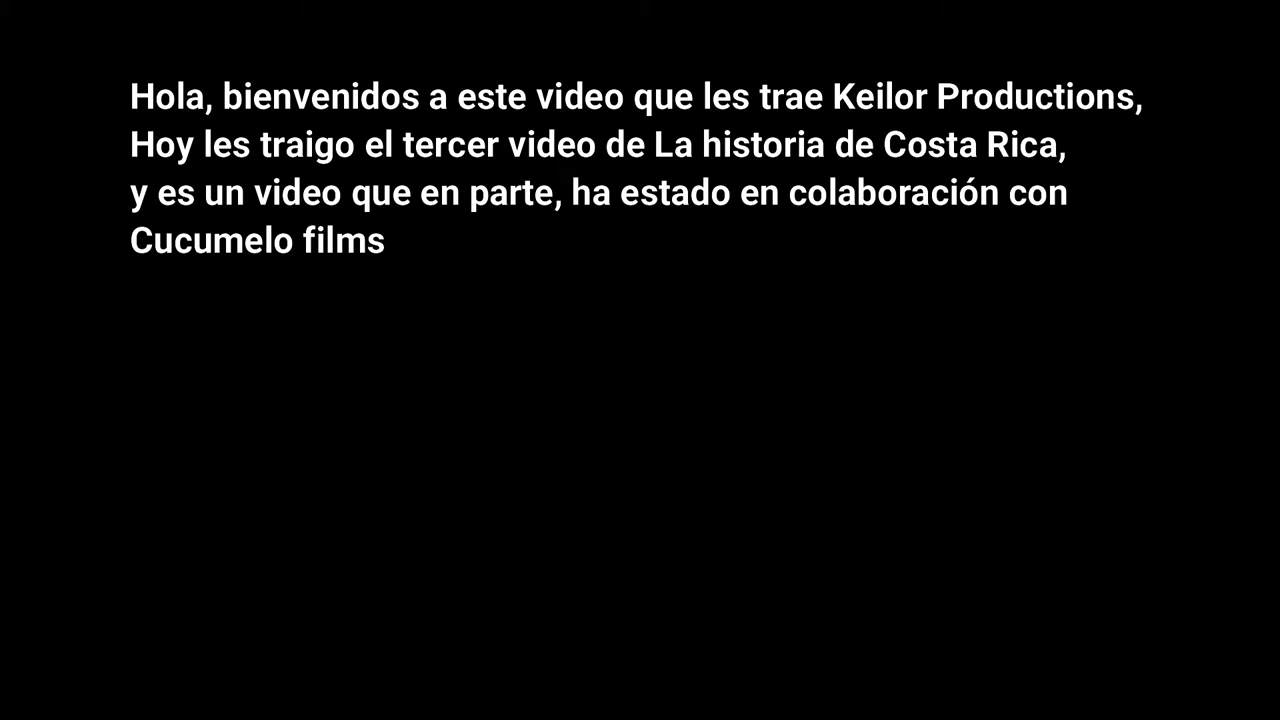 Hola, bienvenidos a este video que les trae Keilor Productions,
Hoy les traigo el tercer video de La historia de Costa Rica,
y es un video que en parte, ha estado en colaboración con
Cucumelo films